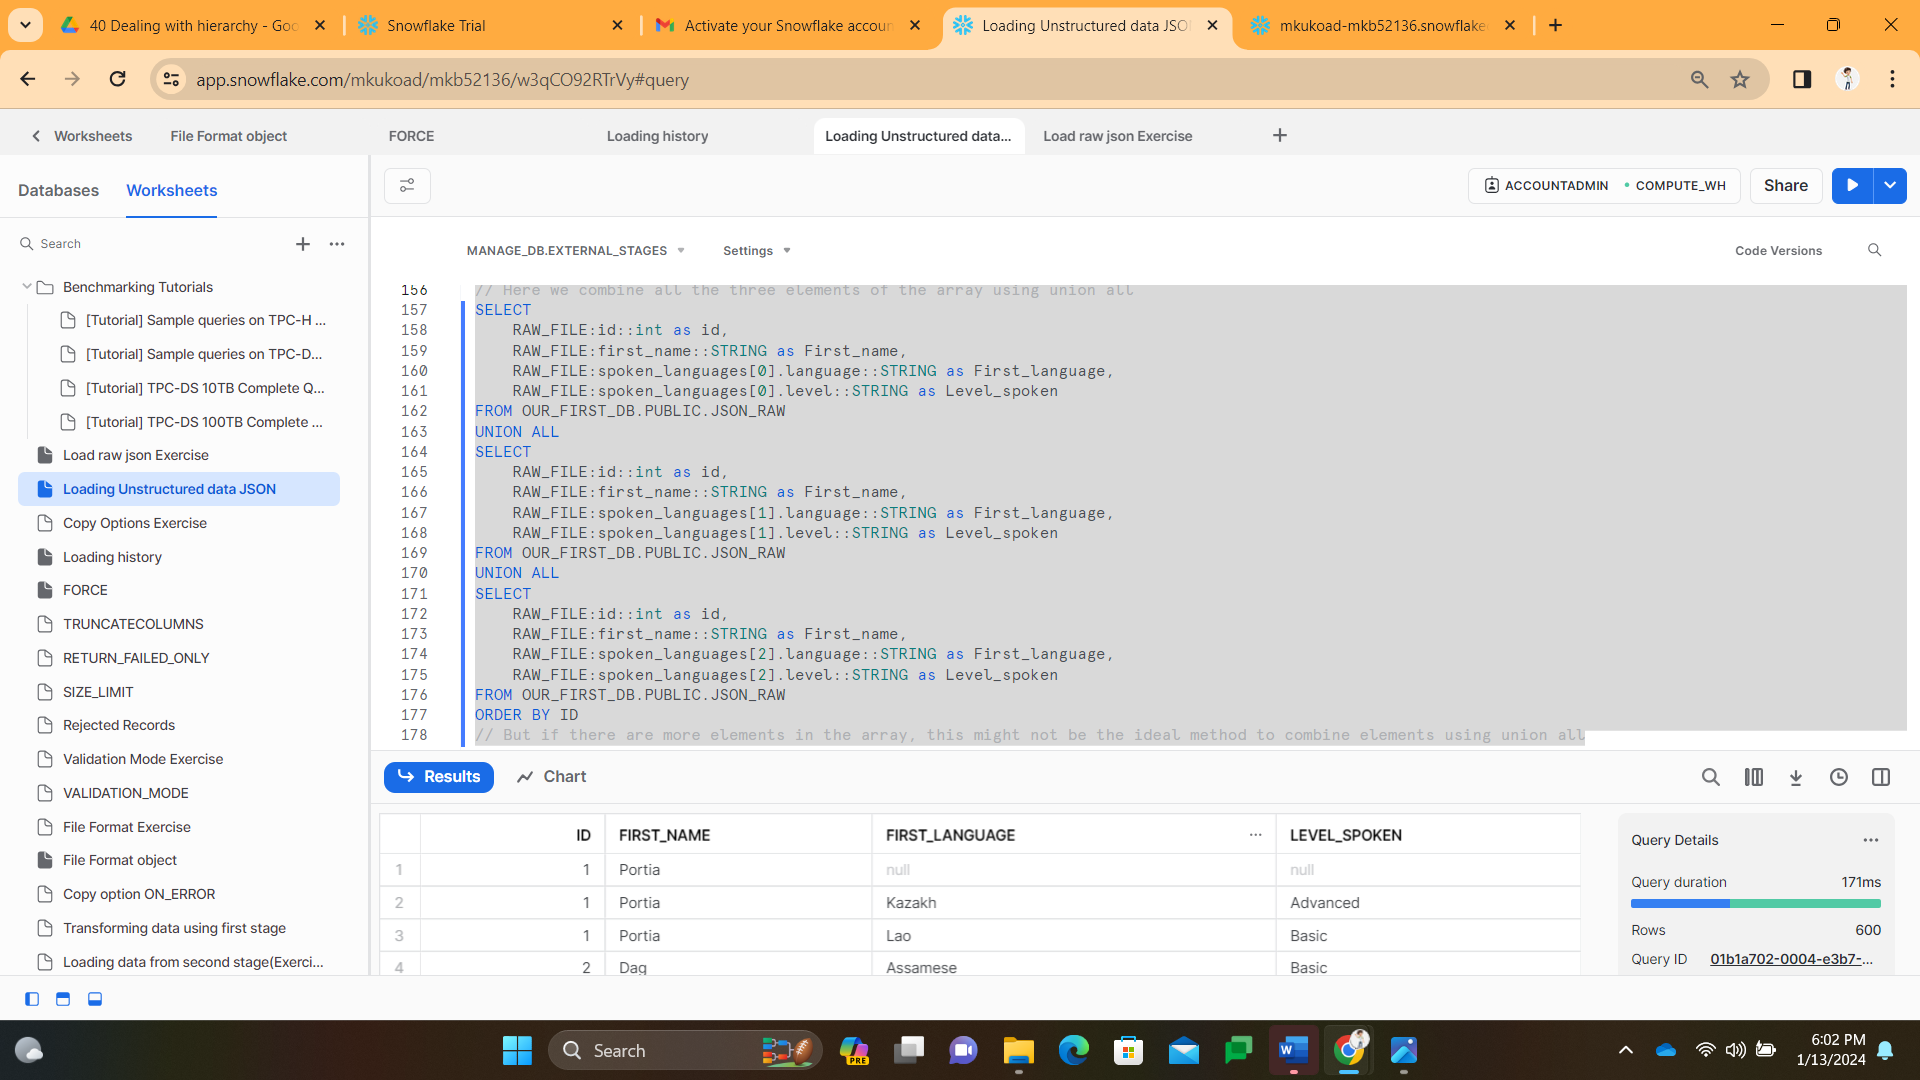 40 Dealing with hierarchy - Goo
Snowflake Trial
Activate your Snowflake accoun
Loading Unstructured data JSO
mkukoad-mkb52136.snowflake
app.snowflake.com/mkukoad/mkb52136/w3qCO92RTrVy#query
Worksheets
File Format object
FORCE
Loading history
Loading Unstructured data...
Load raw json Exercise
Databases
Worksheets
ACCOUNTADMIN
COMPUTE_WH
Share
Search
MANAGE_DB.EXTERNAL_STAGES
Settings
Code Versions
Benchmarking Tutorials
[Tutorial] Sample queries on TPC-H ...
[Tutorial] Sample queries on TPC-D...
[Tutorial] TPC-DS 10TB Complete Q...
[Tutorial] TPC-DS 100TB Complete ...
Load raw json Exercise
Loading Unstructured data JSON
Copy Options Exercise
Loading history
FORCE
TRUNCATECOLUMNS
RETURN_FAILED_ONLY
SIZE_LIMIT
Rejected Records
Validation Mode Exercise
VALIDATION_MODE
File Format Exercise
File Format object
Copy option ON_ERROR
Transforming data using first stage
Loading data from second stage(Exerci...
156 // Here we combine all the three elements of the array using union all
157 SELECT
158 RAW_FILE:id::int as id,
159 RAW_FILE:first_name::STRING as First_name,
160 RAW_FILE:spoken_languages[0].language::STRING as First_language,
161 RAW_FILE:spoken_languages[0].level::STRING as Level_spoken
162 FROM OUR_FIRST_DB.PUBLIC.JSON_RAW
163 UNION ALL
164 SELECT
165 RAW_FILE:id::int as id,
166 RAW_FILE:first_name::STRING as First_name,
167 RAW_FILE:spoken_languages[1].language::STRING as First_language,
168 RAW_FILE:spoken_languages[1].level::STRING as Level_spoken
169 FROM OUR_FIRST_DB.PUBLIC.JSON_RAW
170 UNION ALL
171 SELECT
172 RAW_FILE:id::int as id,
173 RAW_FILE:first_name::STRING as First_name,
174 RAW_FILE:spoken_languages[2].language::STRING as First_language,
175 RAW_FILE:spoken_languages[2].level::STRING as Level_spoken
176 FROM OUR_FIRST_DB.PUBLIC.JSON_RAW
177 ORDER BY ID
178 // But if there are more elements in the array, this might not be the ideal method to combine elements using union all
Results
Chart
ID FIRST_NAME FIRST_LANGUAGE ... LEVEL_SPOKEN
1 1 Portia null null
2 1 Portia Kazakh Advanced
3 1 Portia Lao Basic
4 2 Dag Assamese Basic
Query Details ...
Query duration 171ms
Rows 600
Query ID 01b1a702-0004-e3b7-...
Search
PRE
6:02 PM
1/13/2024